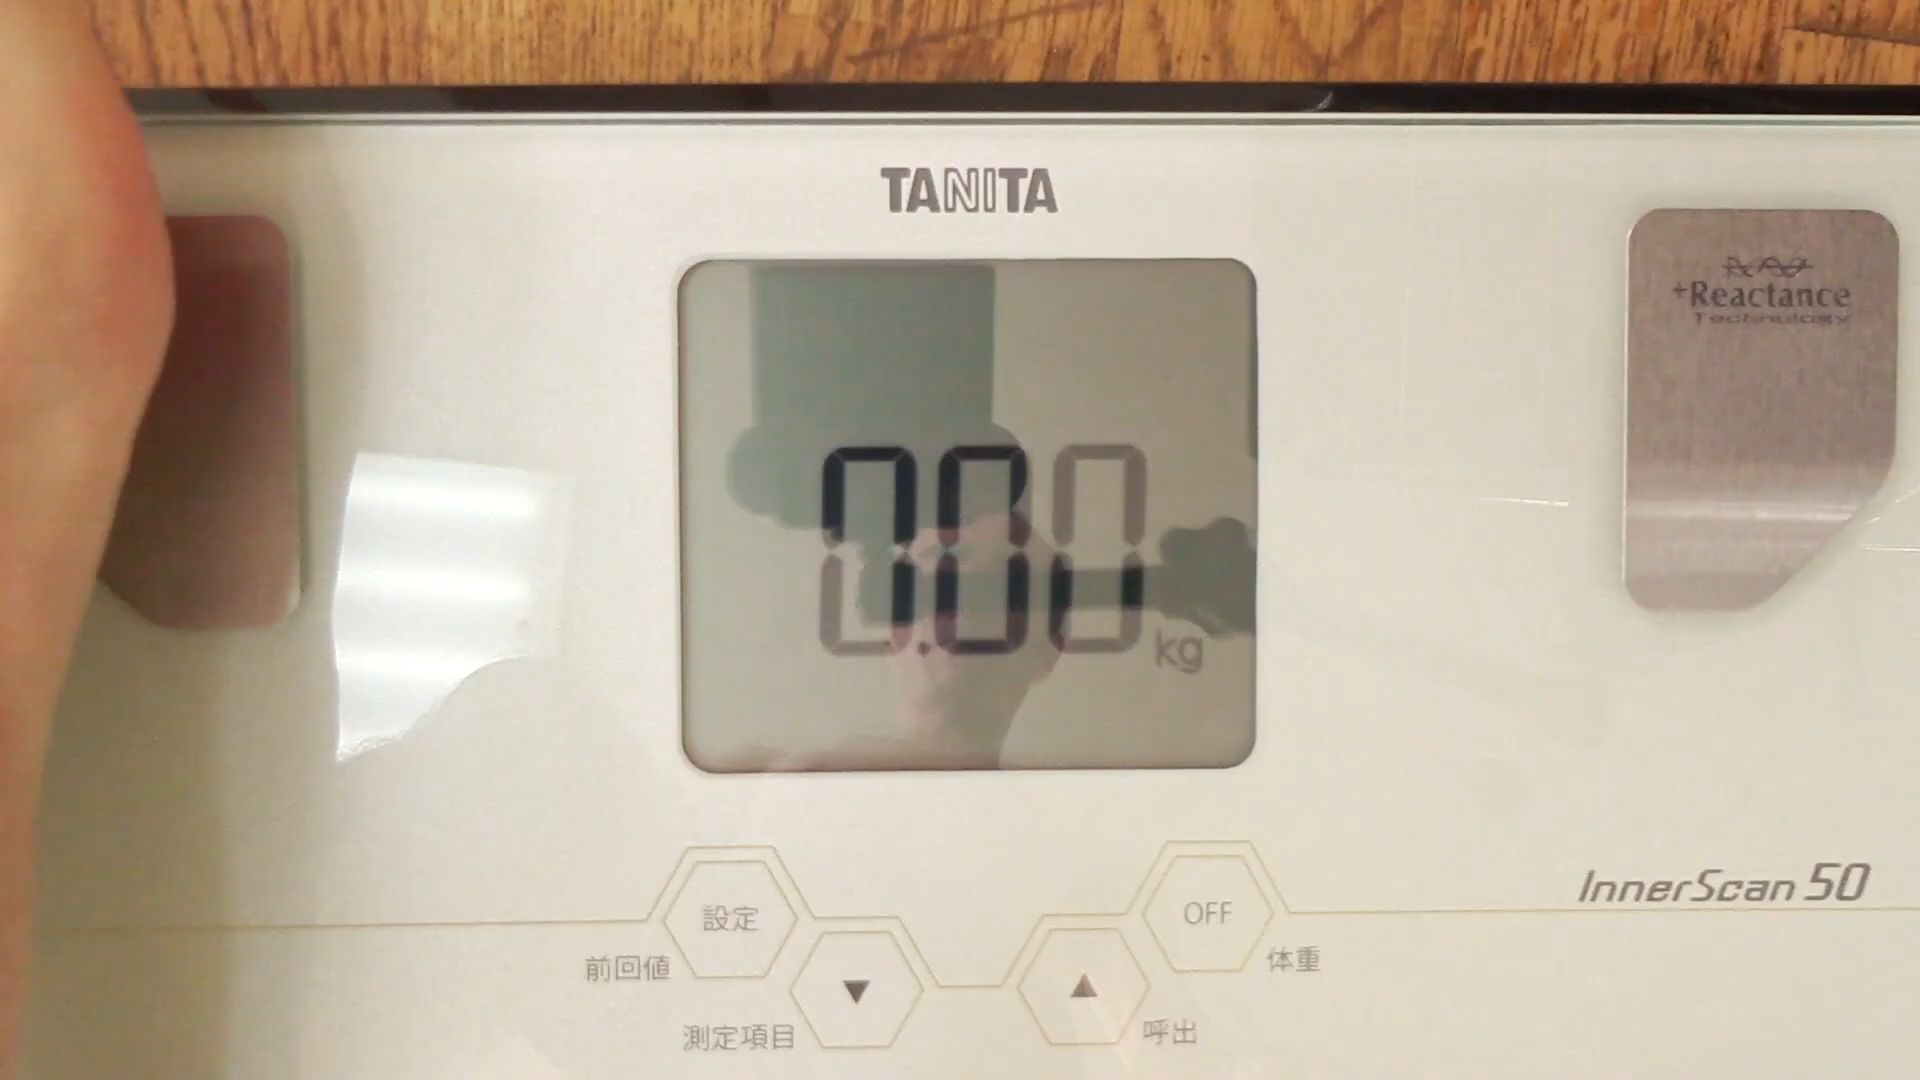 TANITA
+Reactance
Technology
0.00 kg
InnerScan 50
設定
OFF
前回値
体重
▼
▲
測定項目
呼出